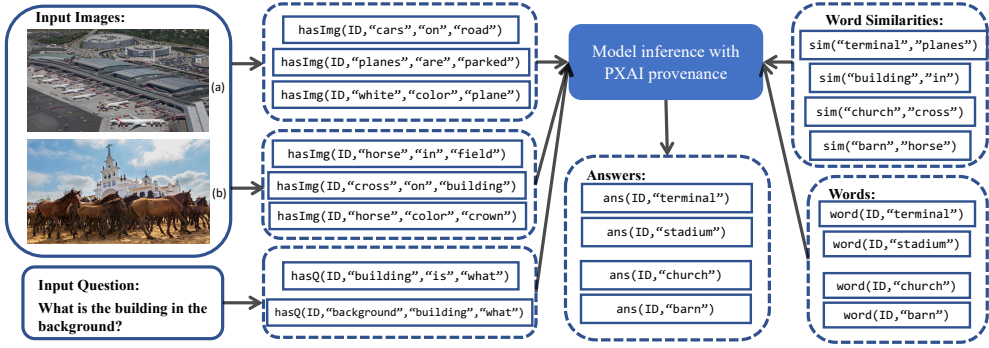 Input Images:
(a)
(b)
Input Question:
What is the building in the
background?
hasImg(ID,“cars”,“on”,“road”)
hasImg(ID,“planes”,“are”,“parked”)
hasImg(ID,“white”,“color”,“plane”)
hasImg(ID,“horse”,“in”,“field”)
hasImg(ID,“cross”,“on”,“building”)
hasImg(ID,“horse”,“color”,“crown”)
hasQ(ID,“building”,“is”,“what”)
hasQ(ID,“background”,“building”,“what”)
Model inference with
PXAI provenance
Answers:
ans(ID,“terminal”)
ans(ID,“stadium”)
ans(ID,“church”)
ans(ID,“barn”)
Word Similarities:
sim(“terminal”,”planes”)
sim(“building”,”in”)
sim(“church”,”cross”)
sim(“barn”,”horse”)
Words:
word(ID,“terminal”)
word(ID,“stadium”)
word(ID,“church”)
word(ID,“barn”)